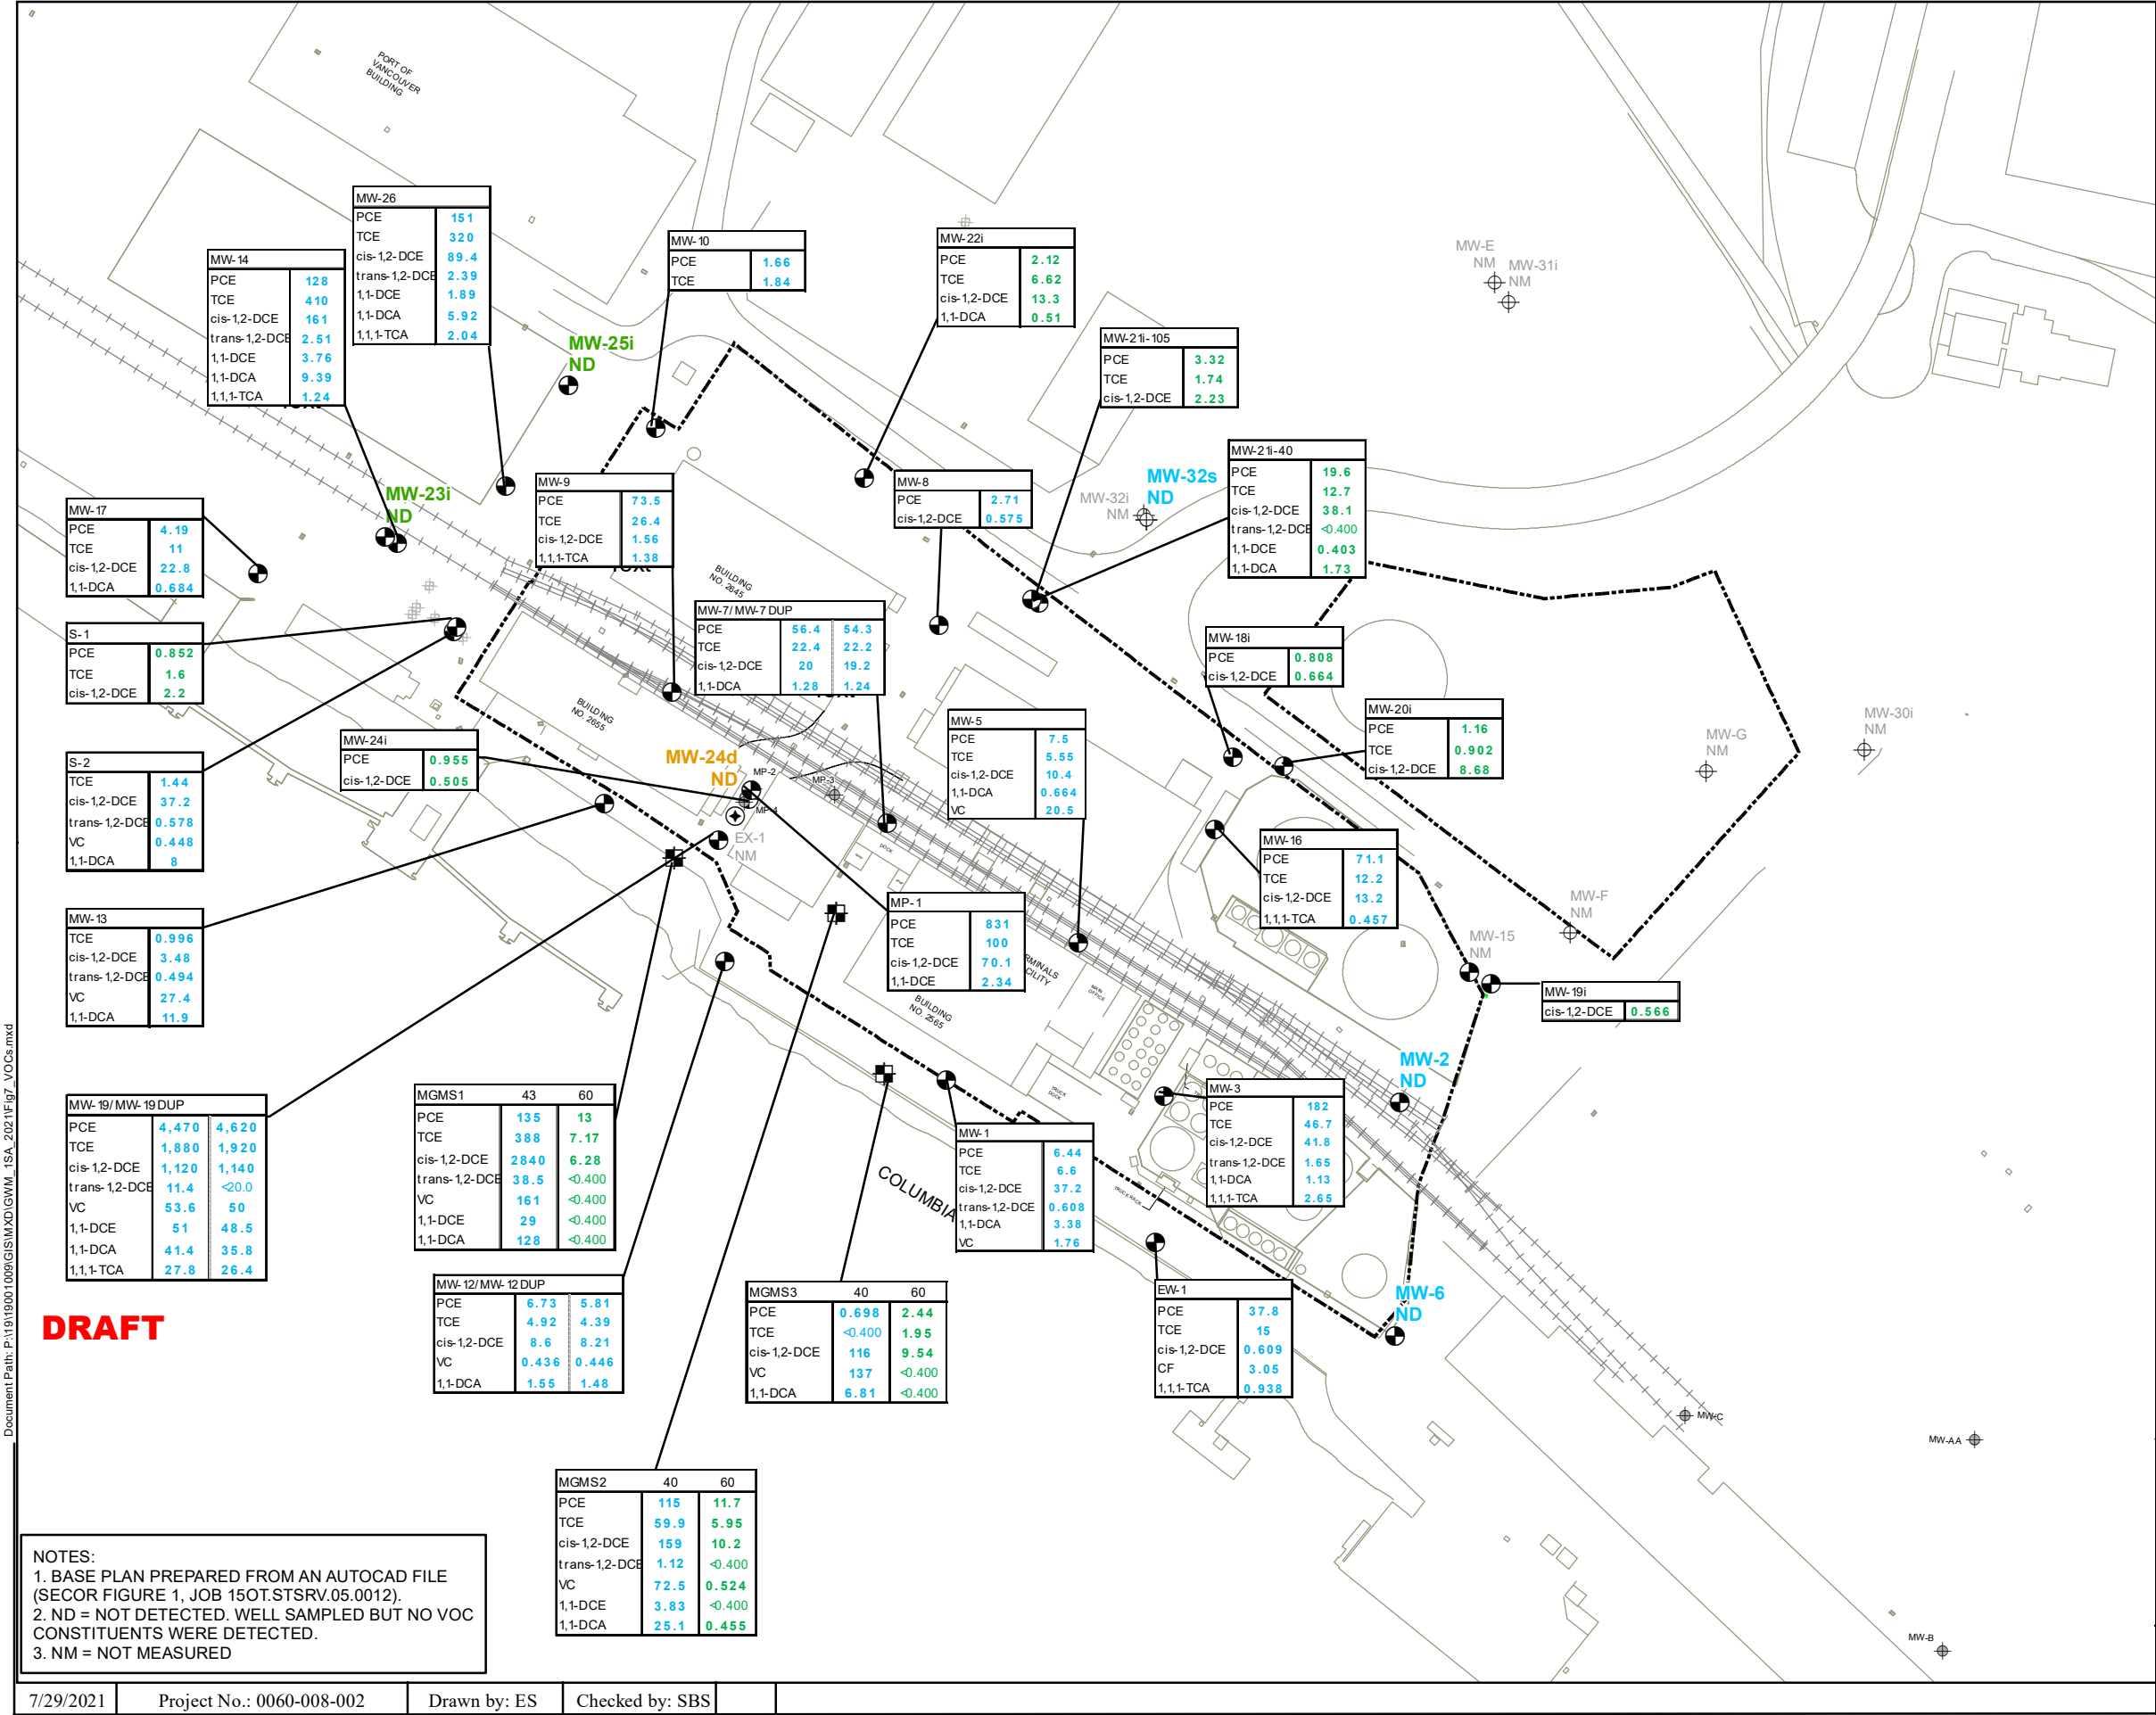 PORT OF
VANCOUVER
BUILDING
MW-26
PCE 151
TCE 320
cis-1,2-DCE 89.4
trans-1,2-DCE 2.39
1,1-DCE 1.89
1,1-DCA 5.92
1,1,1-TCA 2.04
MW-14
PCE 128
TCE 410
cis-1,2-DCE 161
trans-1,2-DCE 2.51
1,1-DCE 3.76
1,1-DCA 9.39
1,1,1-TCA 1.24
MW-10
PCE 1.66
TCE 1.84
MW-22i
PCE 2.12
TCE 6.62
cis-1,2-DCE 13.3
1,1-DCA 0.51
MW-E
NM
MW-31i
NM
MW-25i
ND
MW-21i-105
PCE 3.32
TCE 1.74
cis-1,2-DCE 2.23
MW-21i-40
PCE 19.6
TCE 12.7
cis-1,2-DCE 38.1
trans-1,2-DCE <0.400
1,1-DCE 0.403
1,1-DCA 1.73
MW-32s
ND
MW-32i
NM
MW-8
PCE 2.71
cis-1,2-DCE 0.575
MW-9
PCE 73.5
TCE 26.4
cis-1,2-DCE 1.56
1,1,1-TCA 1.38
MW-23i
ND
MW-17
PCE 4.19
TCE 11
cis-1,2-DCE 22.8
1,1-DCA 0.684
BUILDING
NO. 2645
MW-7/ MW-7 DUP
PCE 56.4 54.3
TCE 22.4 22.2
cis-1,2-DCE 20 19.2
1,1-DCA 1.28 1.24
S-1
PCE 0.852
TCE 1.6
cis-1,2-DCE 2.2
MW-18i
PCE 0.808
cis-1,2-DCE 0.664
BUILDING
NO. 2655
MW-20i
PCE 1.16
TCE 0.902
cis-1,2-DCE 8.68
MW-30i
NM
MW-G
NM
MW-5
PCE 7.5
TCE 5.55
cis-1,2-DCE 10.4
1,1-DCA 0.664
VC 20.5
MW-24i
PCE 0.955
cis-1,2-DCE 0.505
MW-24d
ND
MP-2
MP-3
MP-4
S-2
TCE 1.44
cis-1,2-DCE 37.2
trans-1,2-DCE 0.578
VC 0.448
1,1-DCA 8
EX-1
NM
DOCK
MW-16
PCE 71.1
TCE 12.2
cis-1,2-DCE 13.2
1,1,1-TCA 0.457
MP-1
PCE 831
TCE 100
cis-1,2-DCE 70.1
1,1-DCE 2.34
MW-F
NM
MW-15
NM
MW-13
TCE 0.996
cis-1,2-DCE 3.48
trans-1,2-DCE 0.494
VC 27.4
1,1-DCA 11.9
MW-19i
cis-1,2-DCE 0.566
RMINALS
CILITY
MAIN
OFFICE
BUILDING
NO. 2565
TRUCK
DOCK
MW-2
ND
MW-3
PCE 182
TCE 46.7
cis-1,2-DCE 41.8
trans-1,2-DCE 1.65
1,1-DCA 1.13
1,1,1-TCA 2.65
MW-19/ MW-19 DUP
PCE 4,470 4,620
TCE 1,880 1,920
cis-1,2-DCE 1,120 1,140
trans-1,2-DCE 11.4 <20.0
VC 53.6 50
1,1-DCE 51 48.5
1,1-DCA 41.4 35.8
1,1,1-TCA 27.8 26.4
MGMS1 43 60
PCE 135 13
TCE 388 7.17
cis-1,2-DCE 2840 6.28
trans-1,2-DCE 38.5 <0.400
VC 161 <0.400
1,1-DCE 29 <0.400
1,1-DCA 128 <0.400
MW-1
PCE 6.44
TCE 6.6
cis-1,2-DCE 37.2
trans-1,2-DCE 0.608
1,1-DCA 3.38
VC 1.76
COLUMBIA
TRUCK RACK
MW-12/ MW-12 DUP
PCE 6.73 5.81
TCE 4.92 4.39
cis-1,2-DCE 8.6 8.21
VC 0.436 0.446
1,1-DCA 1.55 1.48
MGMS3 40 60
PCE 0.698 2.44
TCE <0.400 1.95
cis-1,2-DCE 116 9.54
VC 137 <0.400
1,1-DCA 6.81 <0.400
EW-1
PCE 37.8
TCE 15
cis-1,2-DCE 0.609
CF 3.05
1,1,1-TCA 0.938
MW-6
ND
DRAFT
MW-C
MW-AA
MW-B
MGMS2 40 60
PCE 115 11.7
TCE 59.9 5.95
cis-1,2-DCE 159 10.2
trans-1,2-DCE 1.12 <0.400
VC 72.5 0.524
1,1-DCE 3.83 <0.400
1,1-DCA 25.1 0.455
NOTES:
1. BASE PLAN PREPARED FROM AN AUTOCAD FILE
(SECOR FIGURE 1, JOB 15OT.STSRV.05.0012).
2. ND = NOT DETECTED. WELL SAMPLED BUT NO VOC
CONSTITUENTS WERE DETECTED.
3. NM = NOT MEASURED
Document Path: P:\19\19001009\GIS\MXD\GWM_1SA_2021\Fig7_VOCs.mxd
7/29/2021 Project No.: 0060-008-002 Drawn by: ES Checked by: SBS